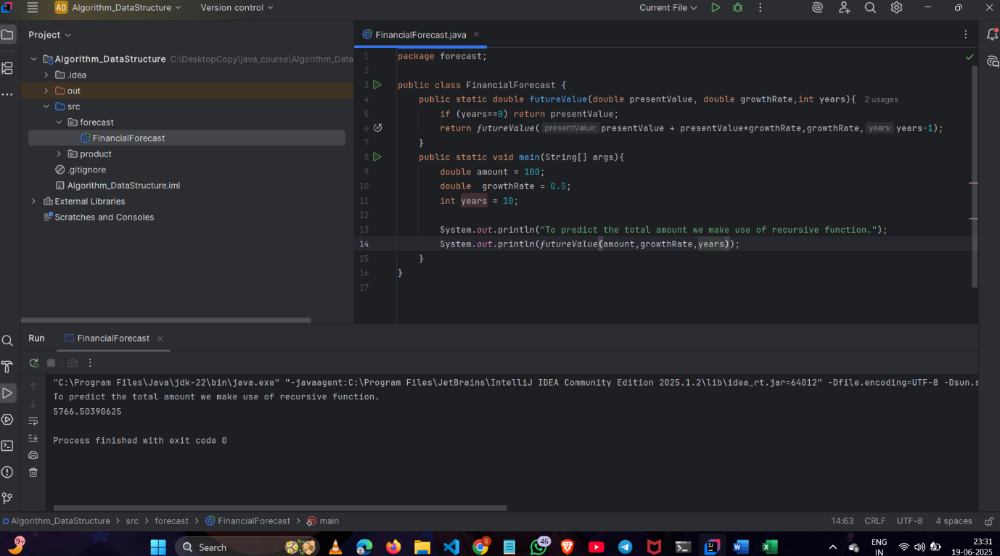 AD Algorithm_DataStructure Version control Current File
Project
FinancialForecast.java
Algorithm_DataStructure C:\DesktopCopy\java_course\Algorithm_Data
.idea
out
src
forecast
FinancialForecast
product
.gitignore
Algorithm_DataStructure.iml
External Libraries
Scratches and Consoles
1 package forecast;
2
3 public class FinancialForecast {
4 public static double futureValue(double presentValue, double growthRate,int years){ 2 usages
5 if (years==0) return presentValue;
6 return futureValue( presentValue: presentValue + presentValue*growthRate,growthRate, years: years-1);
7 }
8 public static void main(String[] args){
9 double amount = 100;
10 double  growthRate = 0.5;
11 int years = 10;
12
13 System.out.println("To predict the total amount we make use of recursive function.");
14 System.out.println(futureValue(amount,growthRate,years));
15 }
16 }
17
Run FinancialForecast
"C:\Program Files\Java\jdk-22\bin\java.exe" "-javaagent:C:\Program Files\JetBrains\IntelliJ IDEA Community Edition 2025.1.2\lib\idea_rt.jar=64012" -Dfile.encoding=UTF-8 -Dsun.s
To predict the total amount we make use of recursive function.
5766.50390625
Process finished with exit code 0
Algorithm_DataStructure > src > forecast > FinancialForecast > main 14:63 CRLF UTF-8 4 spaces
9+ Search 46 ENG 23:31
IN 19-06-2025